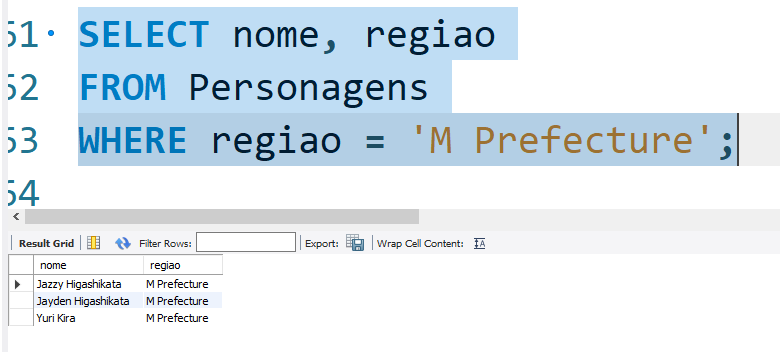 51 SELECT nome, regiao
52 FROM Personagens
53 WHERE regiao = 'M Prefecture';
54
Result Grid Filter Rows: Export: Wrap Cell Content: IA
nome regiao
Jazzy Higashikata M Prefecture
Jayden Higashikata M Prefecture
Yuri Kira M Prefecture